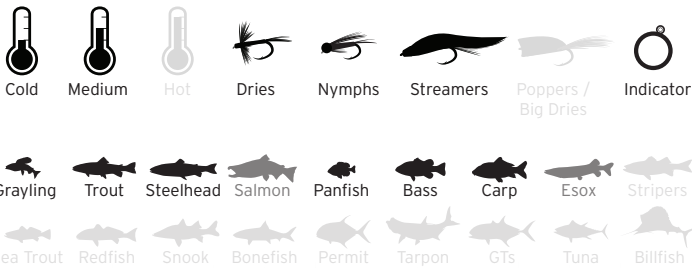 Cold Medium Hot Dries Nymphs Streamers Poppers / Indicator
Big Dries
Grayling Trout Steelhead Salmon Panfish Bass Carp Esox Stripers
ea Trout Redfish Snook Bonefish Permit Tarpon GTs Tuna Billfish